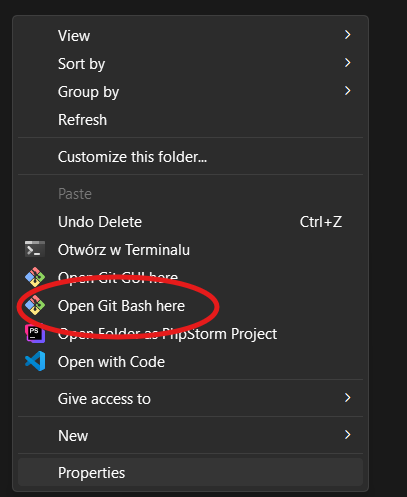 View
Sort by
Group by
Refresh
Customize this folder...
Paste
Undo Delete Ctrl+Z
Otwórz w Terminalu
Open Git GUI here
Open Git Bash here
PS
Open Folder as PhpStorm Project
Open with Code
Give access to
New
Properties